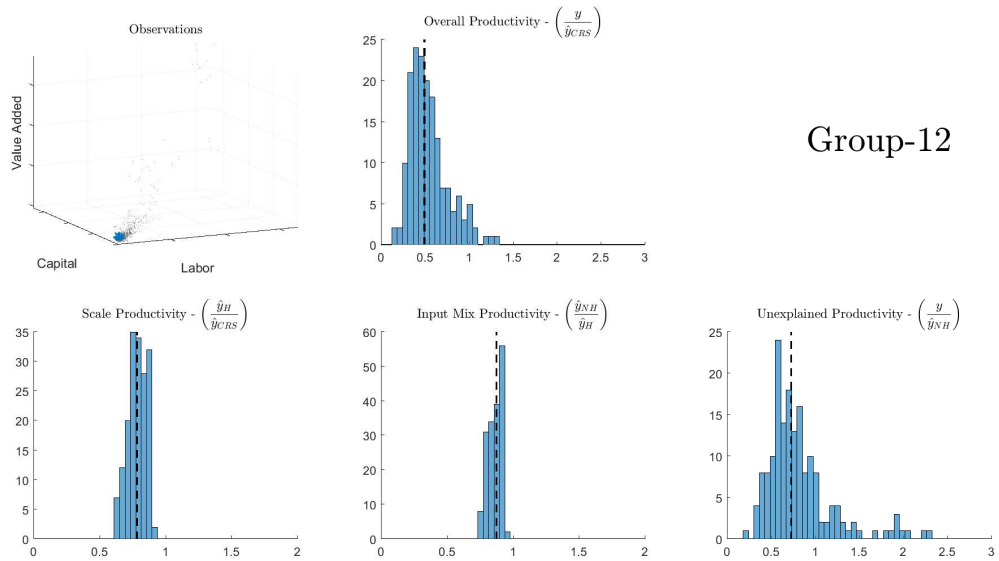 Observations
Value Added
Capital
Labor
Overall Productivity - (y/ŷ_CRS)
25
20
15
10
5
0
0 0.5 1 1.5 2 2.5 3
Group-12
Scale Productivity - (ŷ_H/ŷ_CRS)
35
30
25
20
15
10
5
0
0 0.5 1 1.5 2
Input Mix Productivity - (ŷ_NH/ŷ_H)
60
50
40
30
20
10
0
0 0.5 1 1.5 2
Unexplained Productivity - (y/ŷ_NH)
25
20
15
10
5
0
0 0.5 1 1.5 2 2.5 3